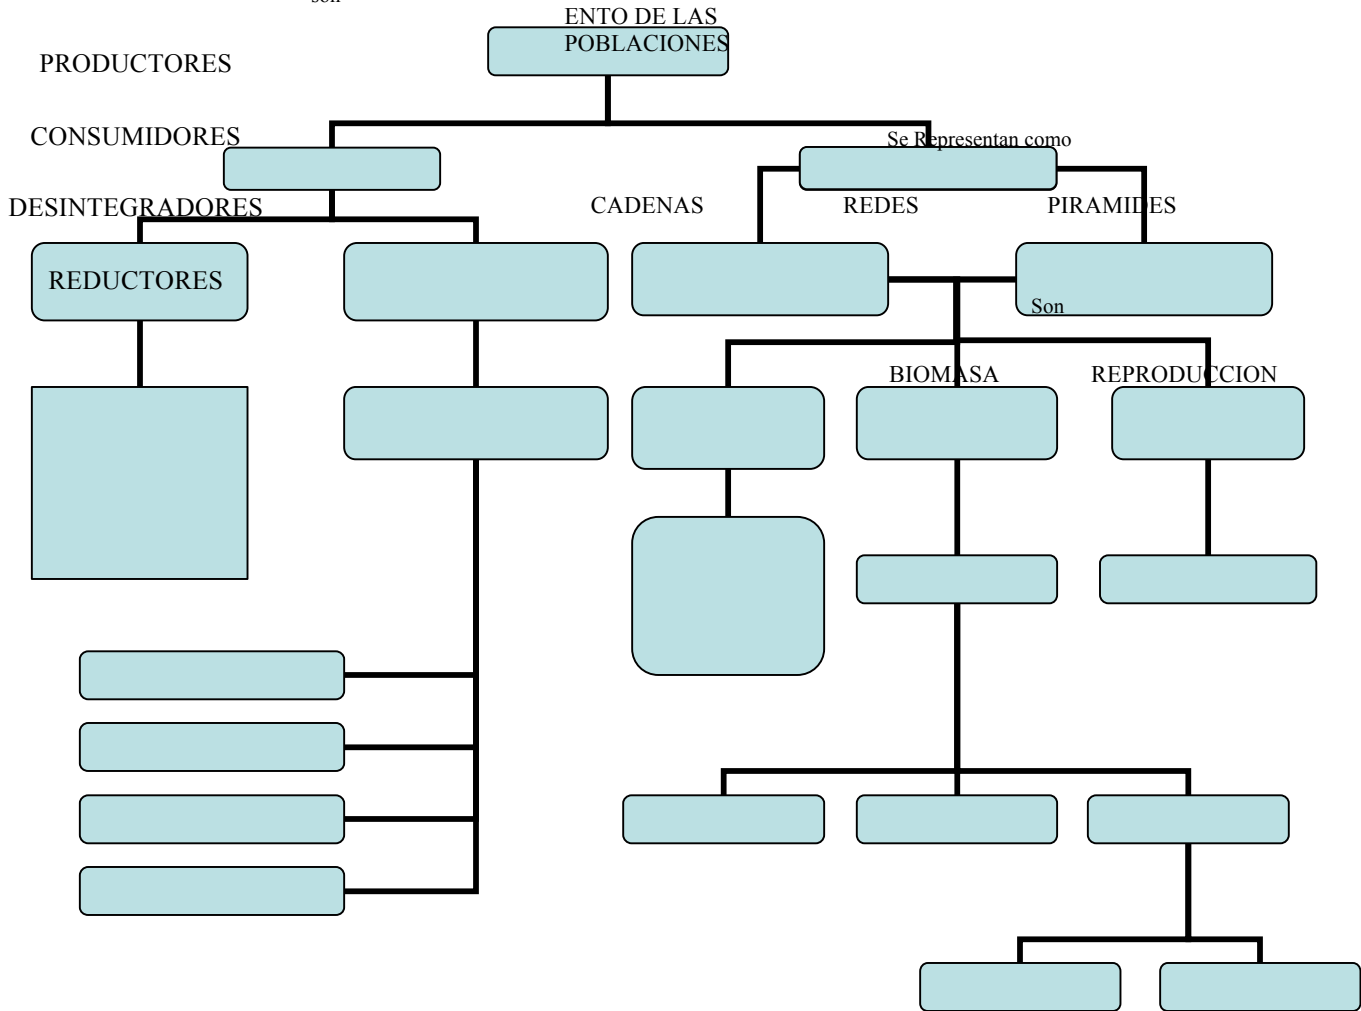 son
ENTO DE LAS
POBLACIONES
PRODUCTORES
CONSUMIDORES
Se Representan como
DESINTEGRADORES
CADENAS
REDES
PIRAMIDES
REDUCTORES
Son
BIOMASA
REPRODUCCION